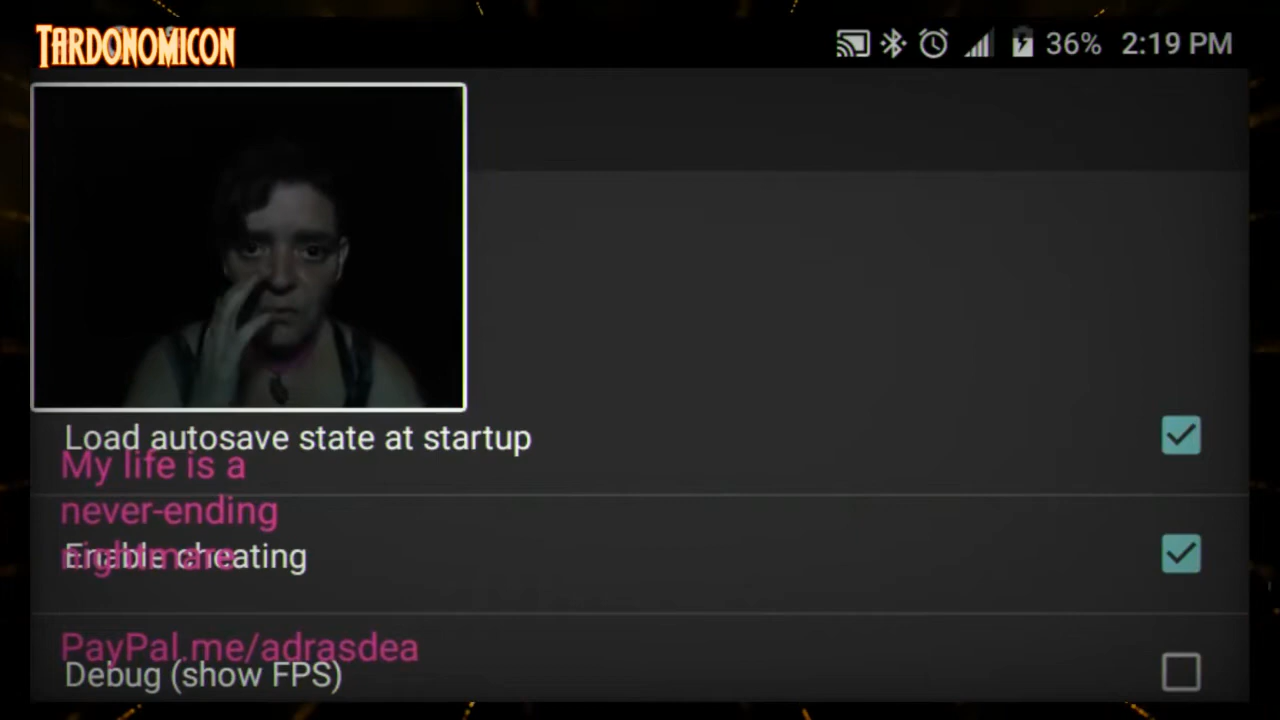 TARDONOMICON
36% 2:19 PM
Load autosave state at startup
My life is a
never-ending
nightmare
Enable cheating
PayPal.me/adrasdea
Debug (show FPS)